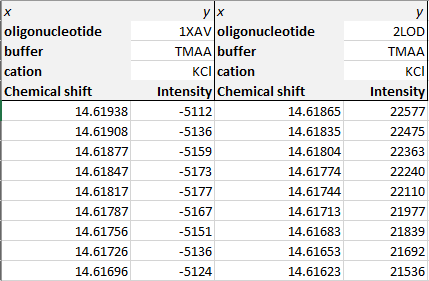 x y x y
oligonucleotide 1XAV oligonucleotide 2LOD
buffer TMAA buffer TMAA
cation KCl cation KCl
Chemical shift Intensity Chemical shift Intensity
14.61938 -5112 14.61865 22577
14.61908 -5136 14.61835 22475
14.61877 -5159 14.61804 22363
14.61847 -5173 14.61774 22240
14.61817 -5177 14.61744 22110
14.61787 -5167 14.61713 21977
14.61756 -5151 14.61683 21839
14.61726 -5136 14.61653 21692
14.61696 -5124 14.61623 21536